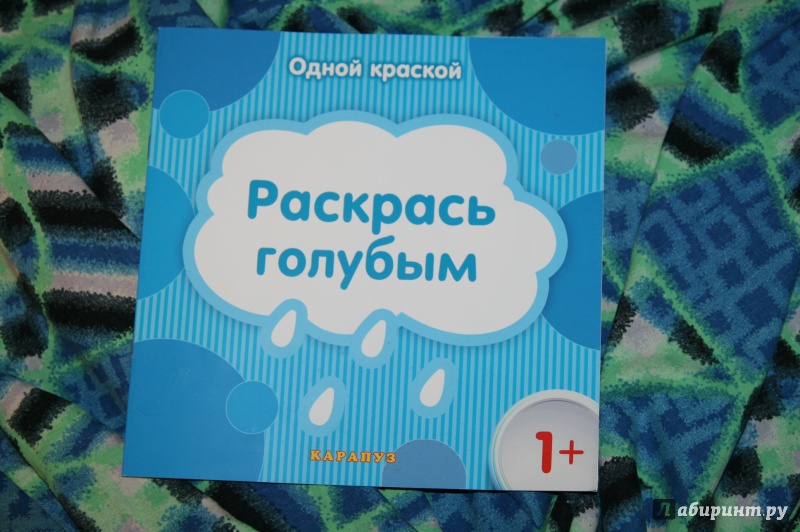 Одной краской
Раскрась
голубым
КАРАПУЗ
1+
Лабиринт.ру